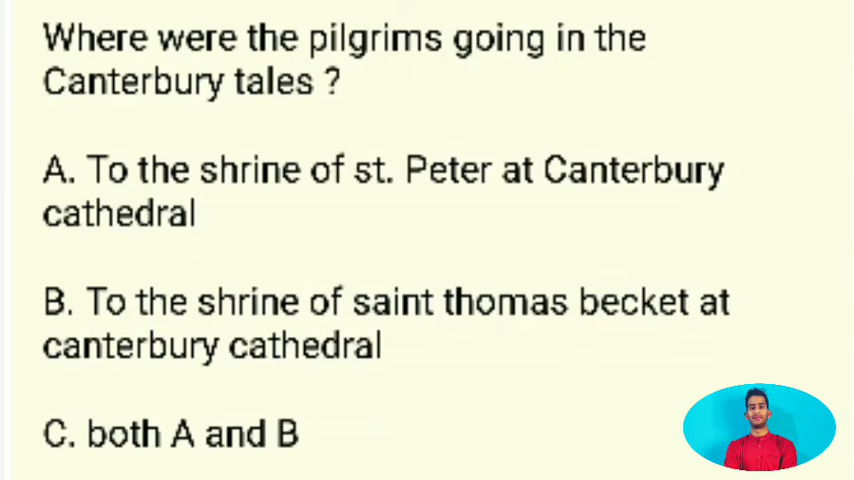 Where were the pilgrims going in the
Canterbury tales ?
A. To the shrine of st. Peter at Canterbury
cathedral
B. To the shrine of saint thomas becket at
canterbury cathedral
C. both A and B